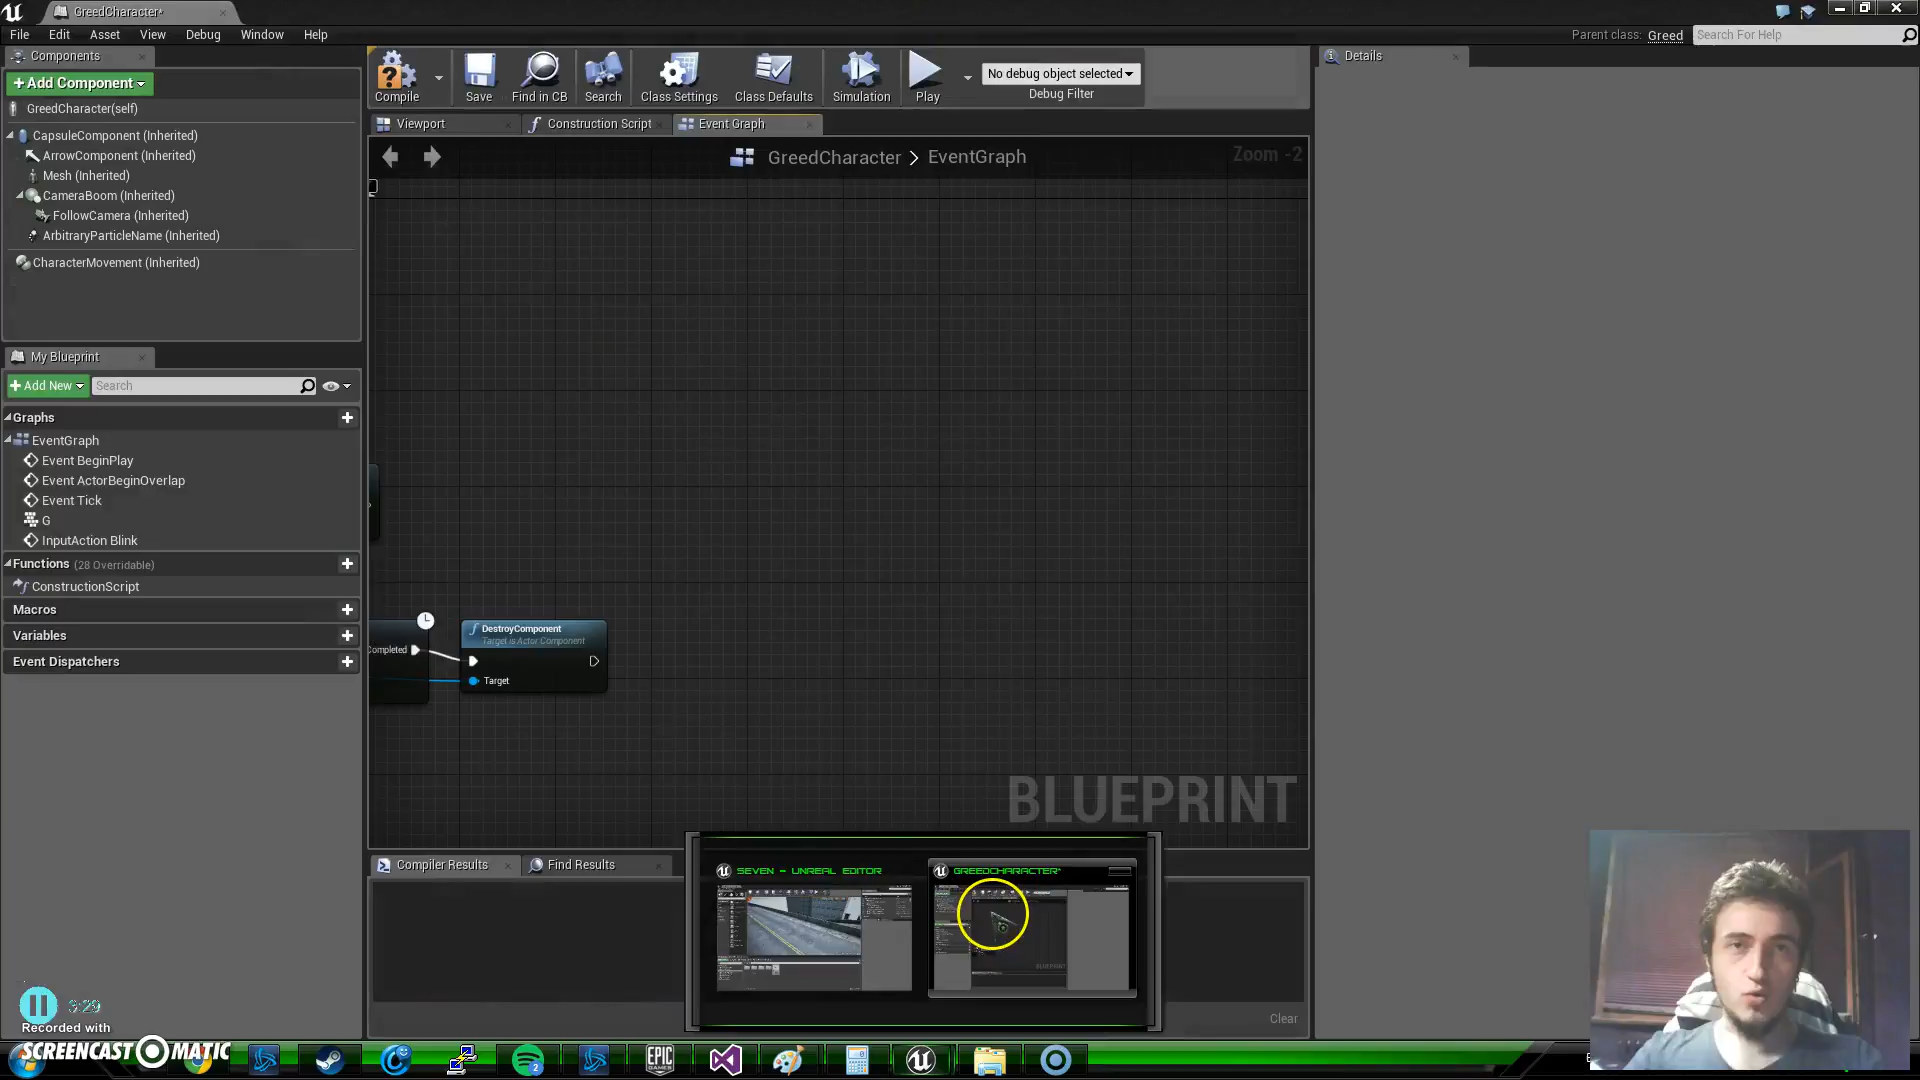 GreedCharacter*
File Edit Asset View Debug Window Help
Parent class: Greed Search For Help
Components
+ Add Component
GreedCharacter(self)
CapsuleComponent (Inherited)
ArrowComponent (Inherited)
Mesh (Inherited)
CameraBoom (Inherited)
FollowCamera (Inherited)
ArbitraryParticleName (Inherited)
CharacterMovement (Inherited)
My Blueprint
+ Add New Search
Graphs
EventGraph
Event BeginPlay
Event ActorBeginOverlap
Event Tick
G
InputAction Blink
Functions (28 Overridable)
ConstructionScript
Macros
Variables
Event Dispatchers
Compile Save Find in CB Search Class Settings Class Defaults Simulation Play
No debug object selected
Debug Filter
Viewport Construction Script Event Graph
GreedCharacter > EventGraph
Zoom -2
Completed
DestroyComponent
Target is Actor Component
Target
BLUEPRINT
Details
Compiler Results Find Results
SEVEN - UNREAL EDITOR
GREEDCHARACTER*
Clear
3:29
Recorded with
SCREENCAST-O-MATIC
EPIC
GAMES
2